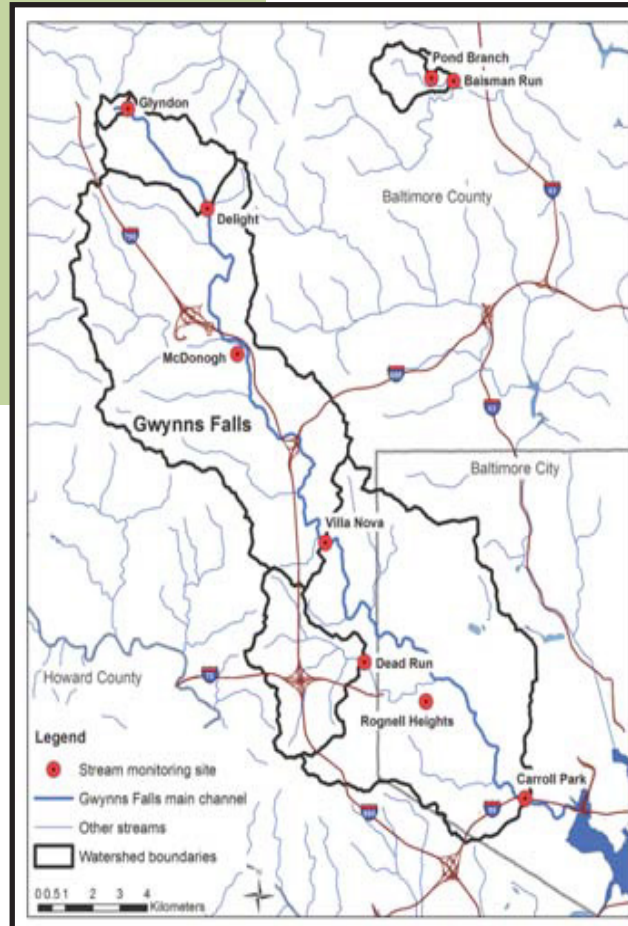 Pond Branch
Baisman Run
Glyndon
Baltimore County
Delight
McDonogh
Gwynns Falls
Baltimore City
Villa Nova
Howard County
Dead Run
Rognell Heights
Legend
Carroll Park
Stream monitoring site
Gwynns Falls main channel
Other streams
Watershed boundaries
0 0.5 1 2 3 4
Kilometers